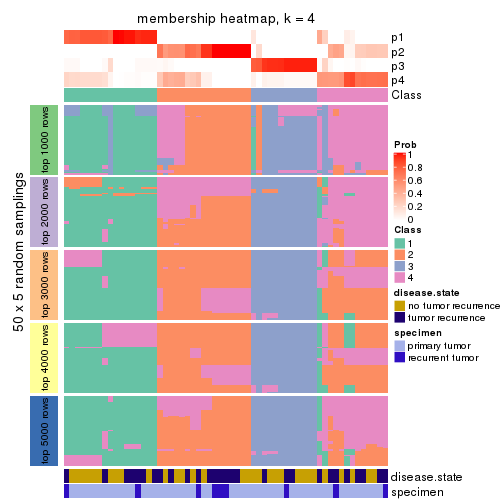 membership heatmap, k = 4
p1
p2
p3
p4
Class
50 x 5 random samplings
top 1000 rows
top 2000 rows
top 3000 rows
top 4000 rows
top 5000 rows
disease.state
specimen
Prob
1
0.8
0.6
0.4
0.2
0
Class
1
2
3
4
disease.state
no tumor recurrence
tumor recurrence
specimen
primary tumor
recurrent tumor